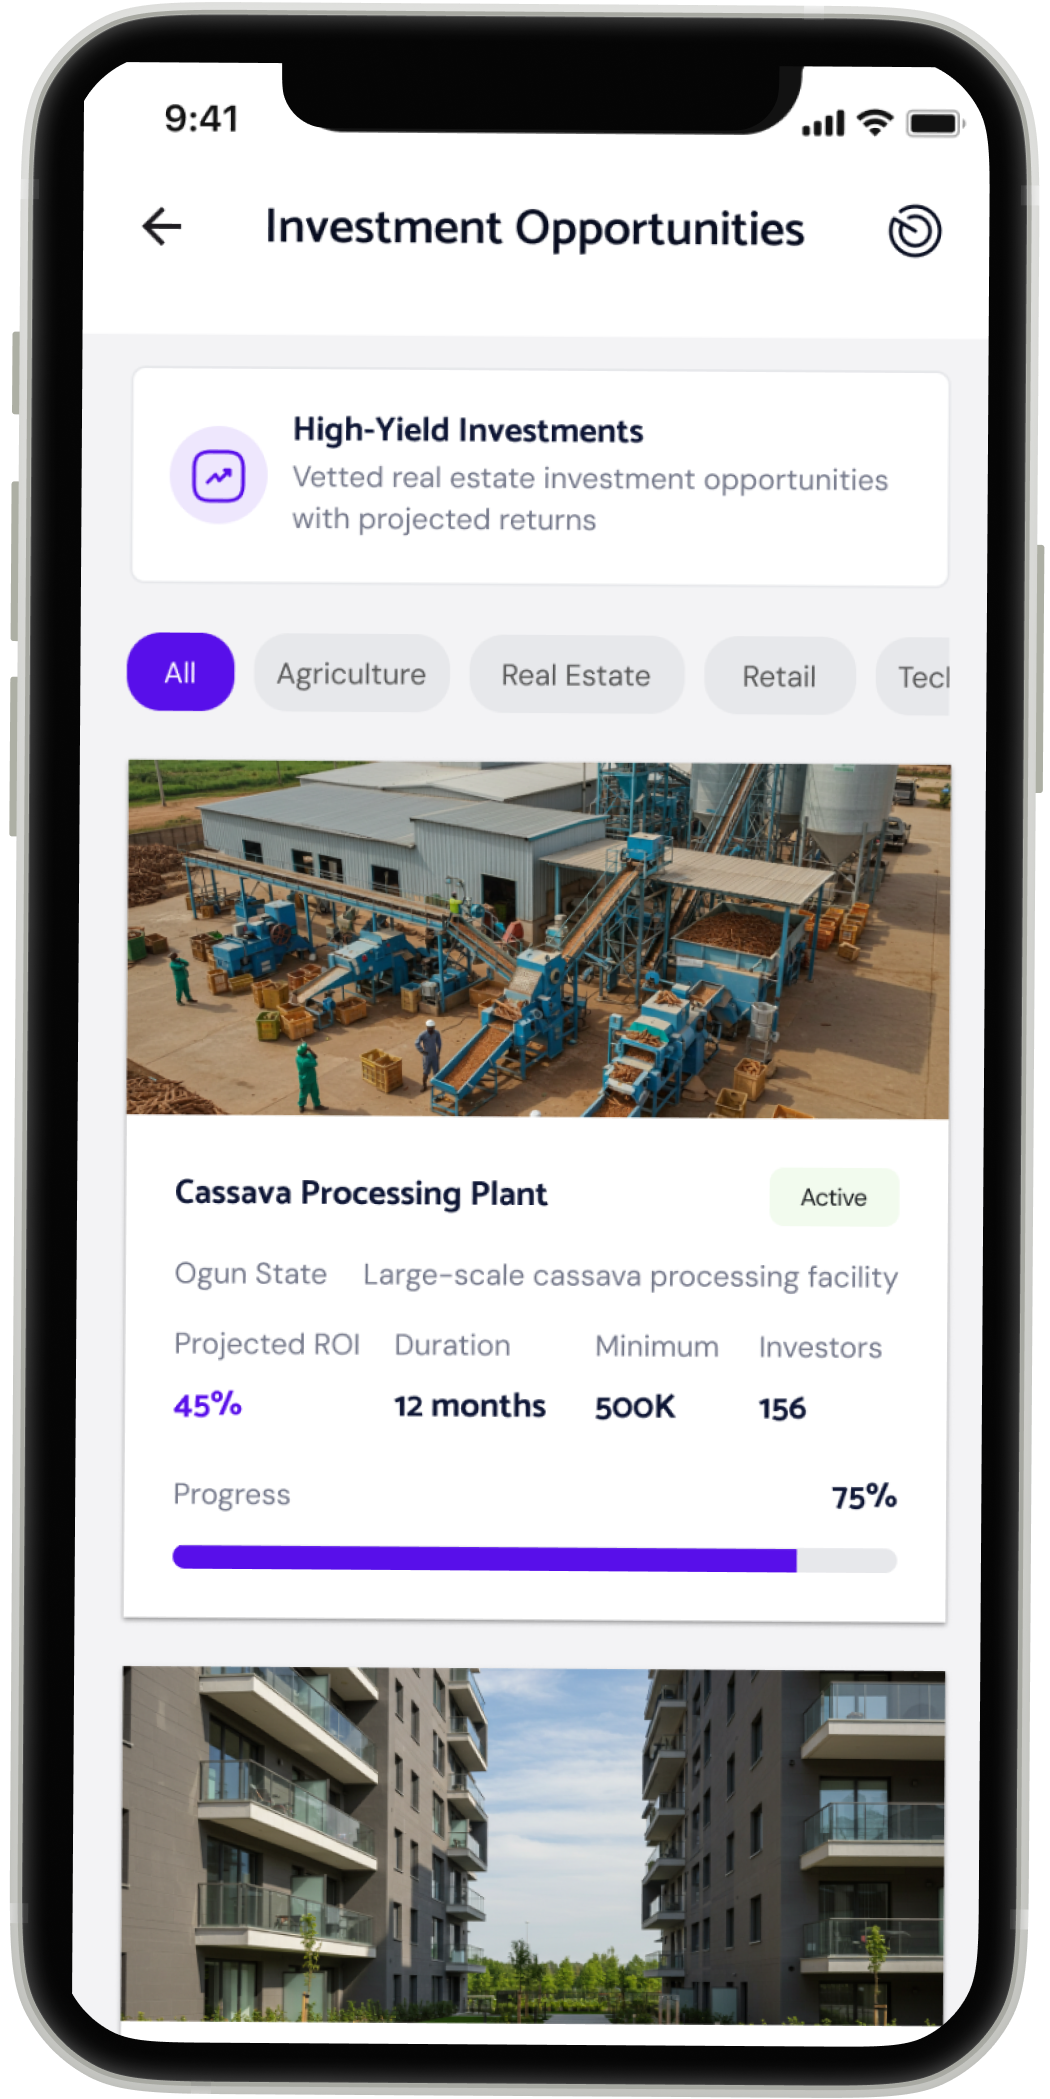 9:41
Investment Opportunities
High-Yield Investments
Vetted real estate investment opportunities
with projected returns
All Agriculture Real Estate Retail Tech
Cassava Processing Plant Active
Ogun State Large-scale cassava processing facility
Projected ROI Duration Minimum Investors
45% 12 months 500K 156
Progress 75%